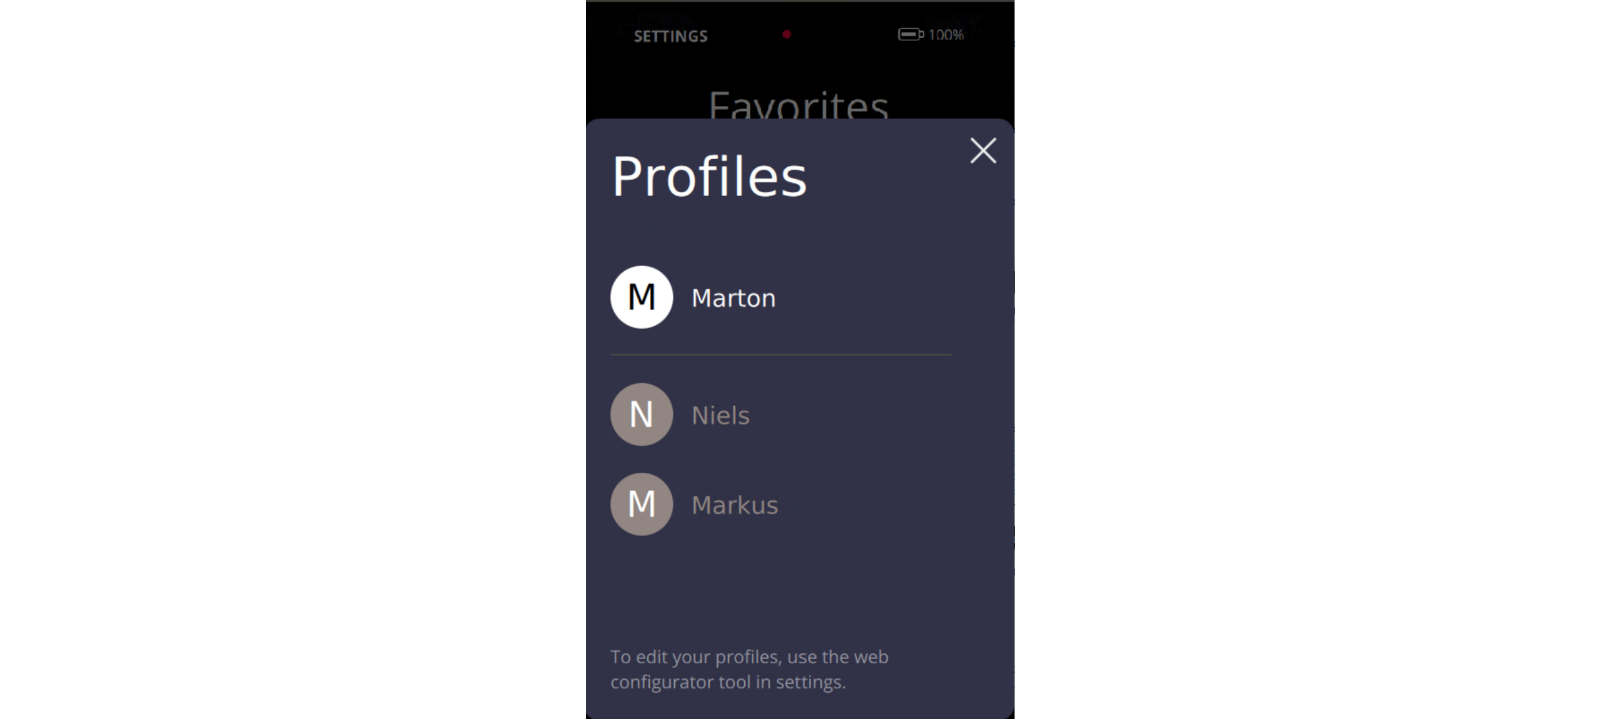 SETTINGS
100%
Favorites
Profiles
M
Marton
N
Niels
M
Markus
To edit your profiles, use the web
configurator tool in settings.